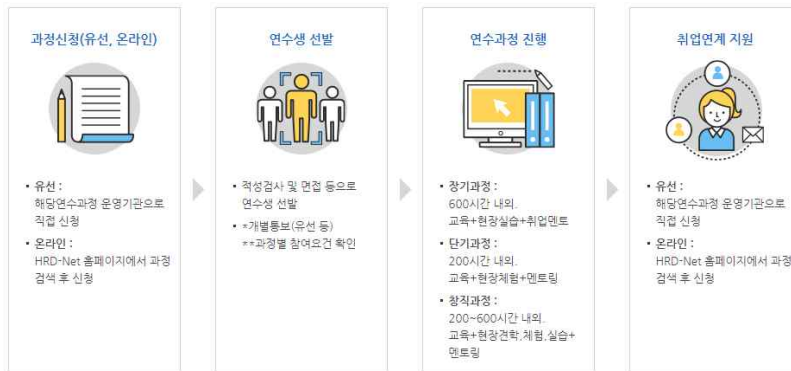 과정신청(유선, 온라인)
• 유선 :
해당연수과정 운영기관으로
직접 신청
• 온라인 :
HRD-Net 홈페이지에서 과정
검색 후 신청
연수생 선발
• 적성검사 및 면접 등으로
연수생 선발
• *개별통보(유선 등)
**과정별 참여요건 확인
연수과정 진행
• 장기과정 :
600시간 내외.
교육+현장실습+취업멘토
• 단기과정 :
200시간 내외.
교육+현장체험+멘토링
• 창직과정 :
200~600시간 내외.
교육+현장견학,체험,실습+
멘토링
취업연계 지원
• 유선 :
해당연수과정 운영기관으로
직접 신청
• 온라인 :
HRD-Net 홈페이지에서 과정
검색 후 신청